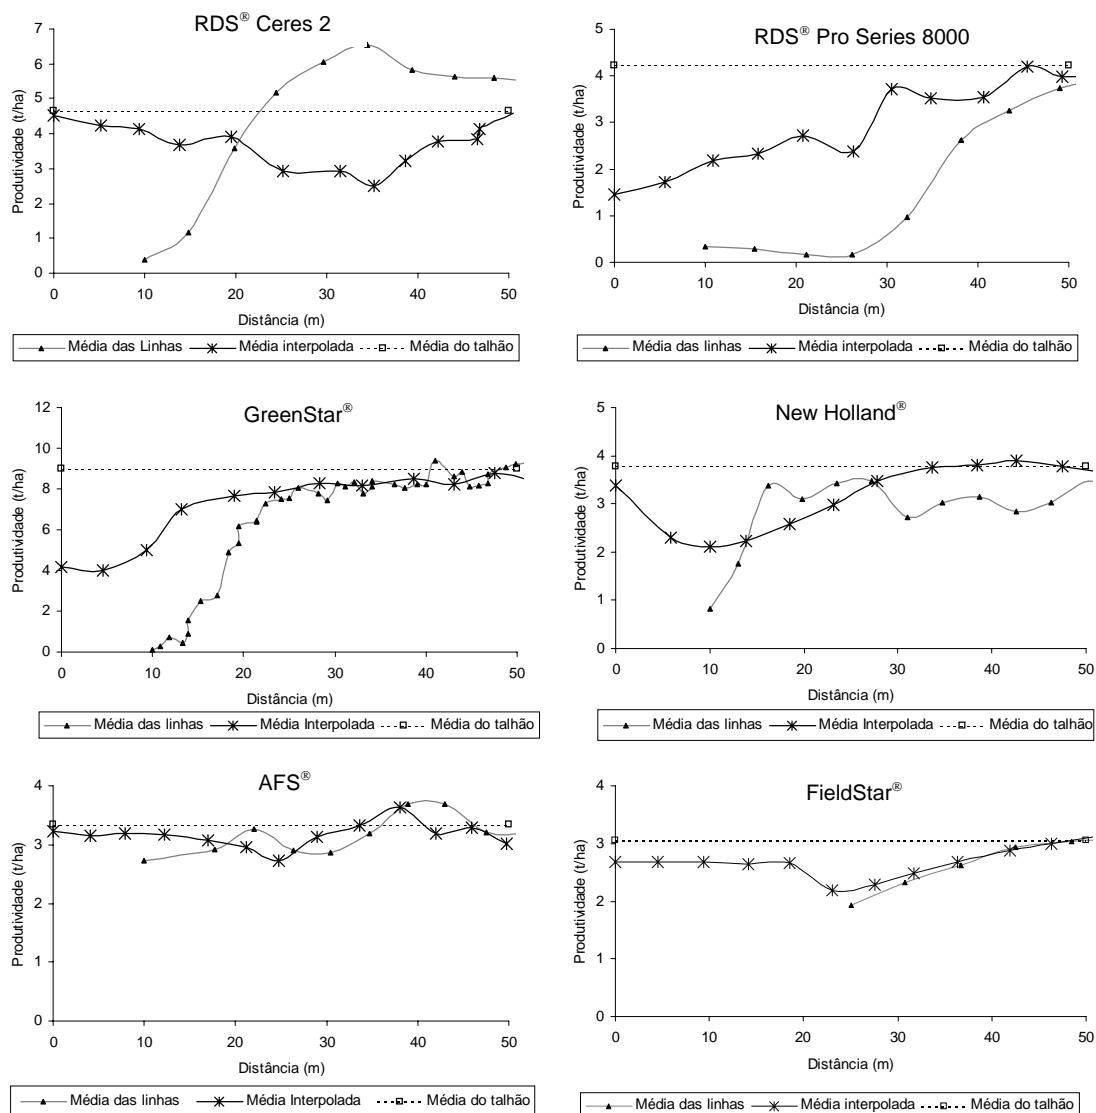 RDS® Ceres 2
7
6
5
4
3
2
1
0
Produtividade (t/ha)
0 10 20 30 40 50
Distância (m)
Média das Linhas Média interpolada Média do talhão
RDS® Pro Series 8000
5
4
3
2
1
0
Produtividade (t/ha)
0 10 20 30 40 50
Distância (m)
Média das linhas Média interpolada Média do talhão
GreenStar®
12
10
8
6
4
2
0
Produtividade (t/ha)
0 10 20 30 40 50
Distância (m)
Média das linhas Média Interpolada Média do talhão
New Holland®
5
4
3
2
1
0
Produtividade (t/ha)
0 10 20 30 40 50
Distância (m)
Média das linhas Média Interpolada Média do talhão
AFS®
4
3
2
1
0
Produtividade (t/ha)
0 10 20 30 40 50
Distância (m)
Média das linhas Média Interpolada Média do talhão
FieldStar®
4
3
2
1
0
Produtividade (t/ha)
0 10 20 30 40 50
Distância (m)
Média das linhas Média interpolada Média do talhão